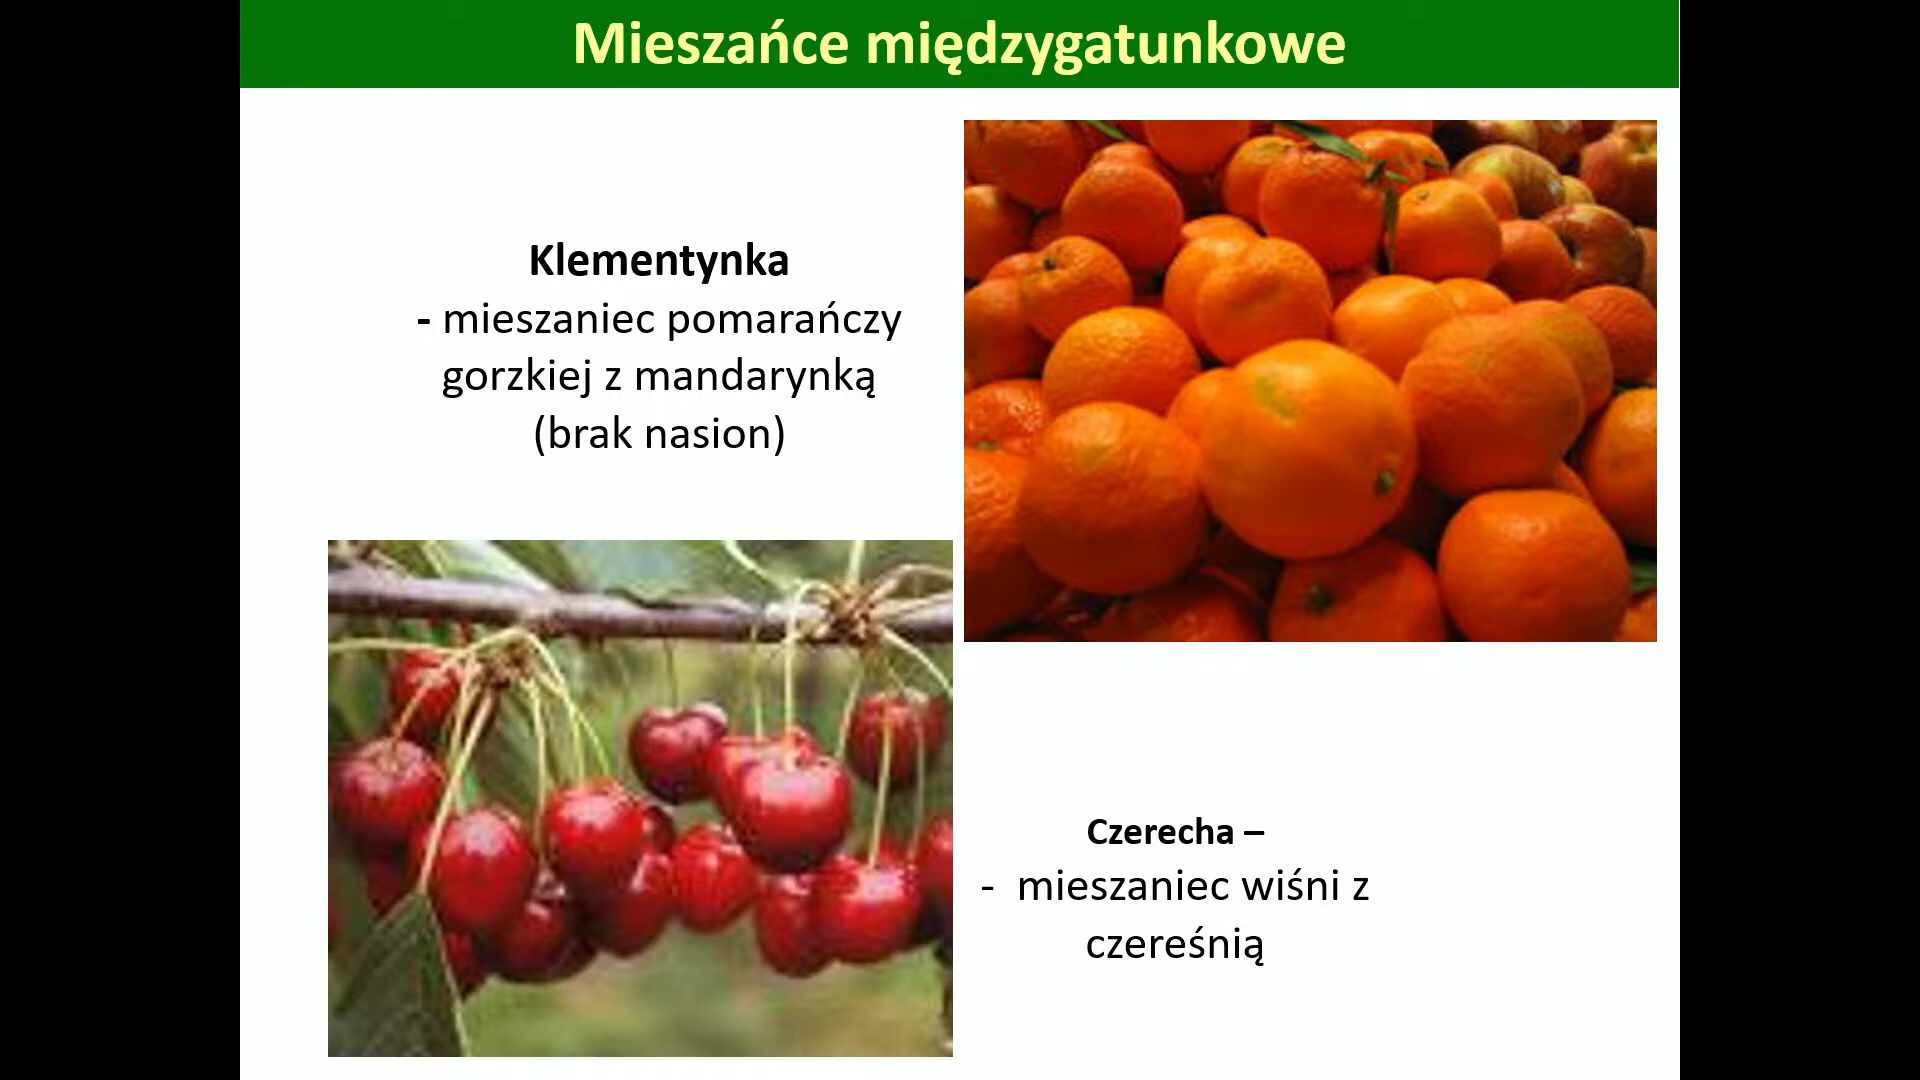 Mieszańce międzygatunkowe
Klementynka
- mieszaniec pomarańczy
gorzkiej z mandarynką
(brak nasion)
Czerecha –
- mieszaniec wiśni z
czereśnią